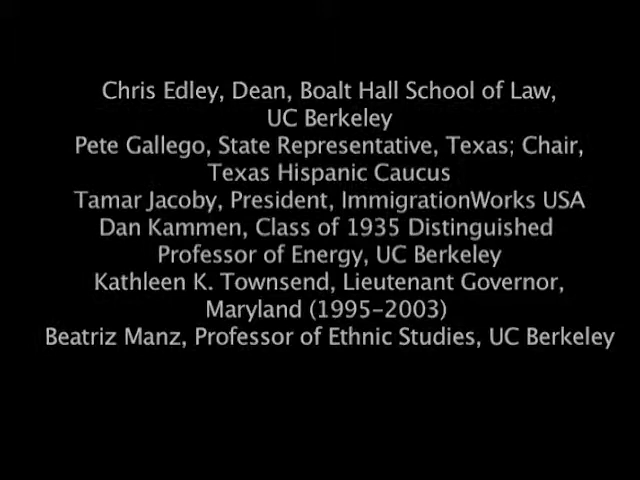 Chris Edley, Dean, Boalt Hall School of Law,
UC Berkeley
Pete Gallego, State Representative, Texas; Chair,
Texas Hispanic Caucus
Tamar Jacoby, President, ImmigrationWorks USA
Dan Kammen, Class of 1935 Distinguished
Professor of Energy, UC Berkeley
Kathleen K. Townsend, Lieutenant Governor,
Maryland (1995-2003)
Beatriz Manz, Professor of Ethnic Studies, UC Berkeley